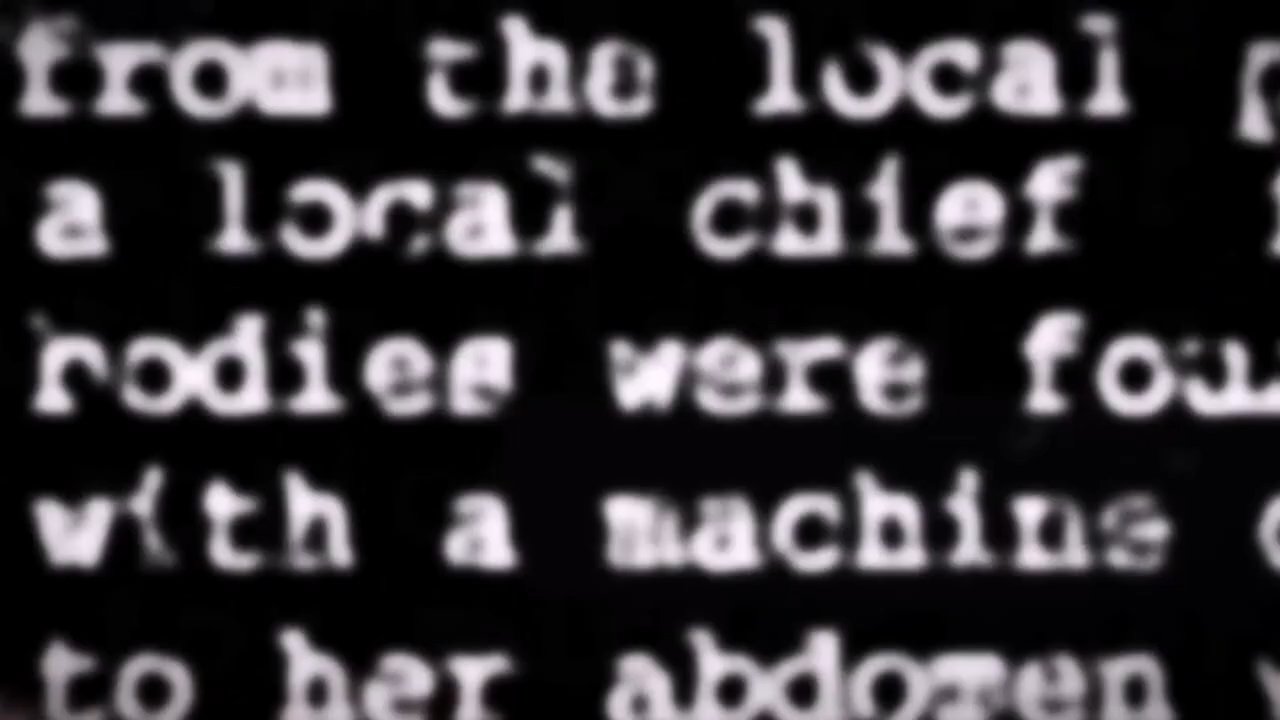 from the local
a local chief
bodies were
with a machine
to her abdomen